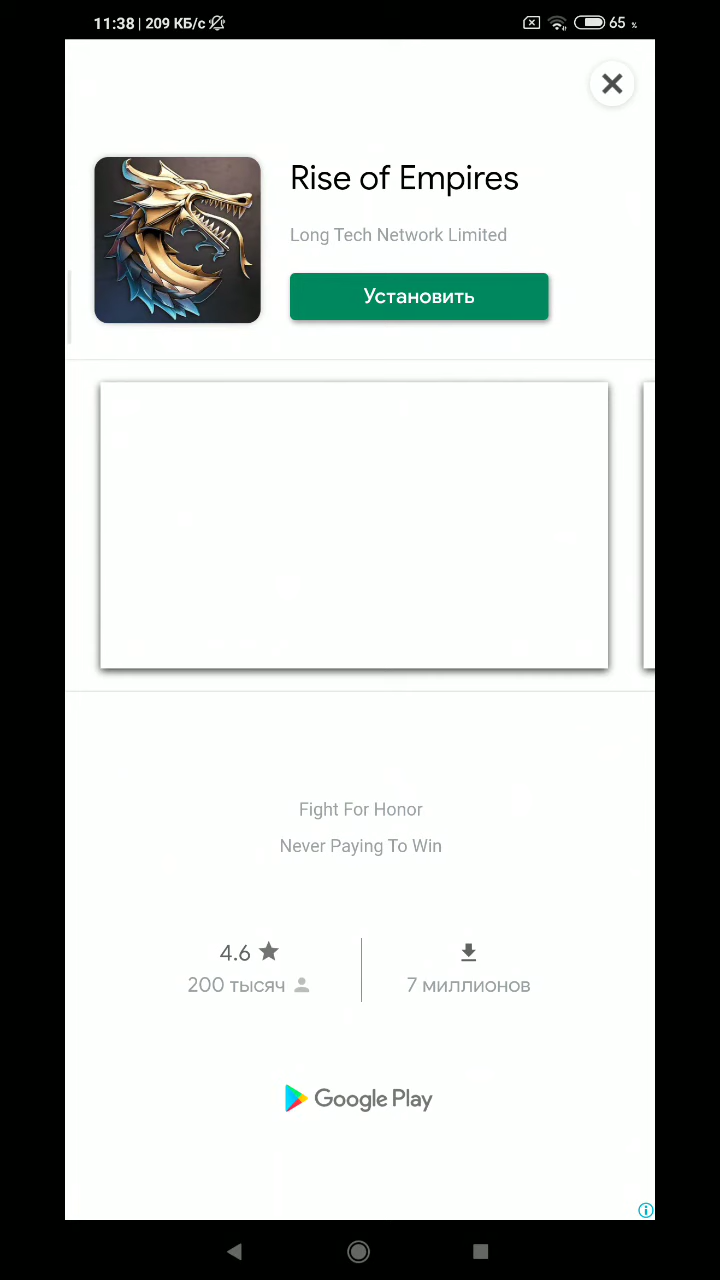 11:38 | 209 КБ/с 65 %
Rise of Empires
Long Tech Network Limited
Установить
Fight For Honor
Never Paying To Win
4.6
200 тысяч
7 миллионов
Google Play